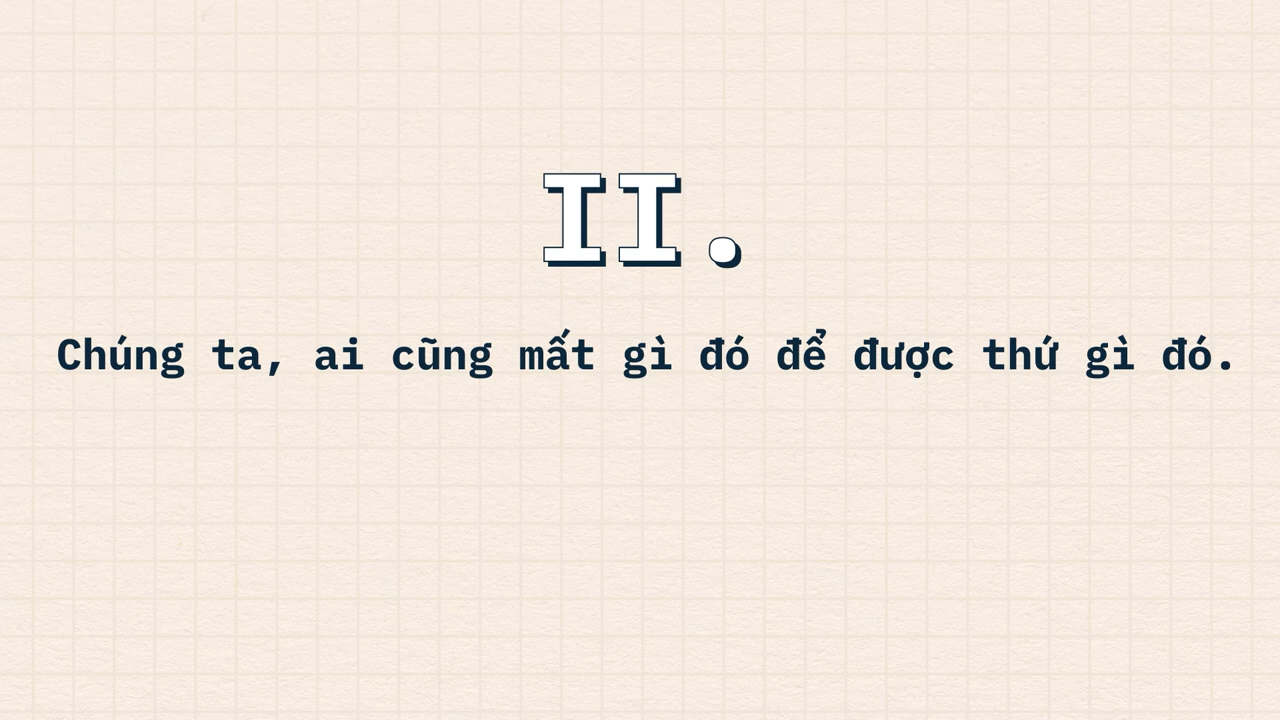 II.
Chúng ta, ai cũng mất gì đó để được thứ gì đó.